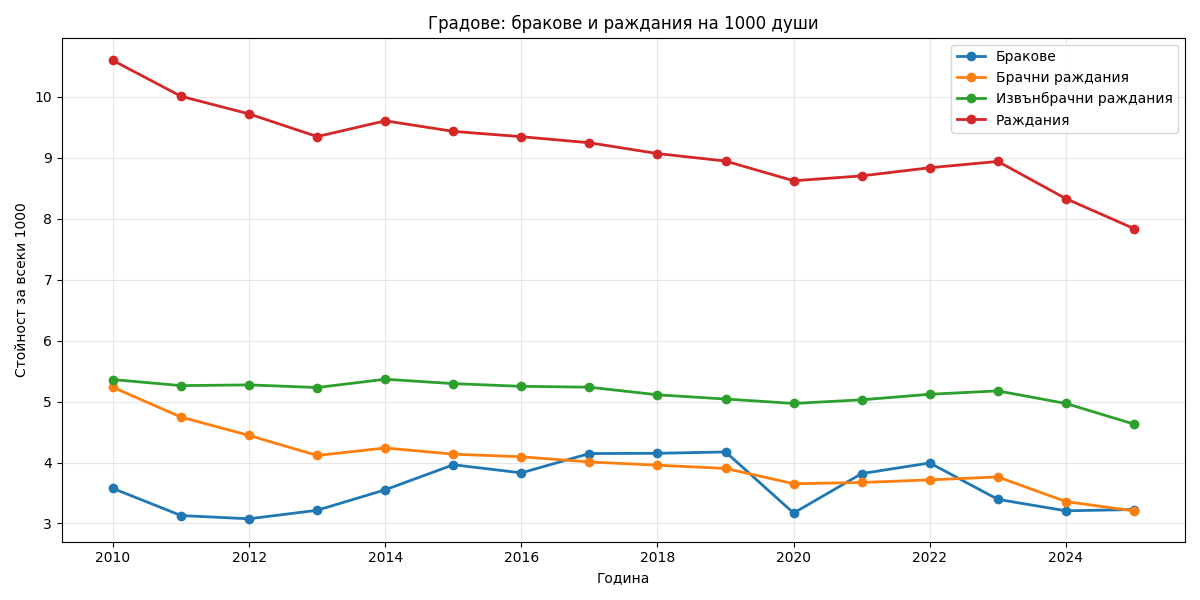 Градове: бракове и раждания на 1000 души
Бракове
Брачни раждания
Извънбрачни раждания
Раждания
Стойност за всеки 1000
10
9
8
7
6
5
4
3
2010 2012 2014 2016 2018 2020 2022 2024
Година